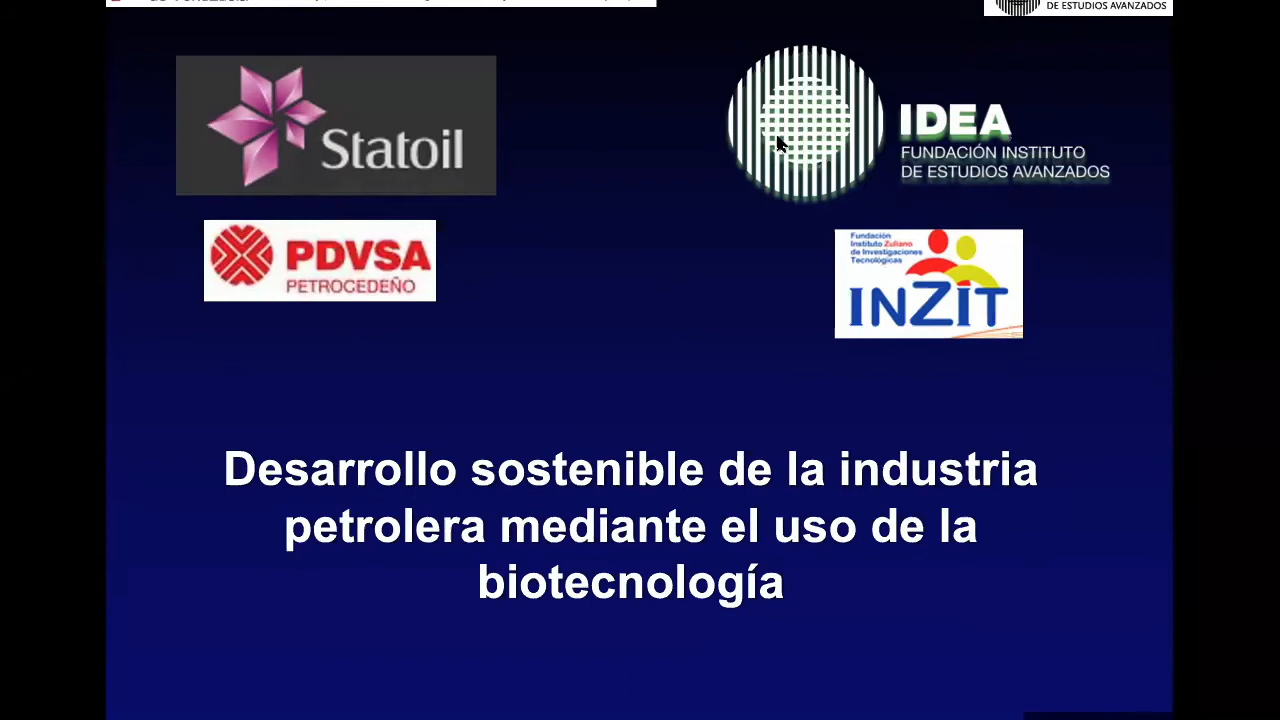 DE ESTUDIOS AVANZADOS
Statoil
IDEA
FUNDACIÓN INSTITUTO
DE ESTUDIOS AVANZADOS
PDVSA
PETROCEDEÑO
Fundación
Instituto Zuliano
de Investigaciones
Tecnológicas
INZIT
Desarrollo sostenible de la industria
petrolera mediante el uso de la
biotecnología